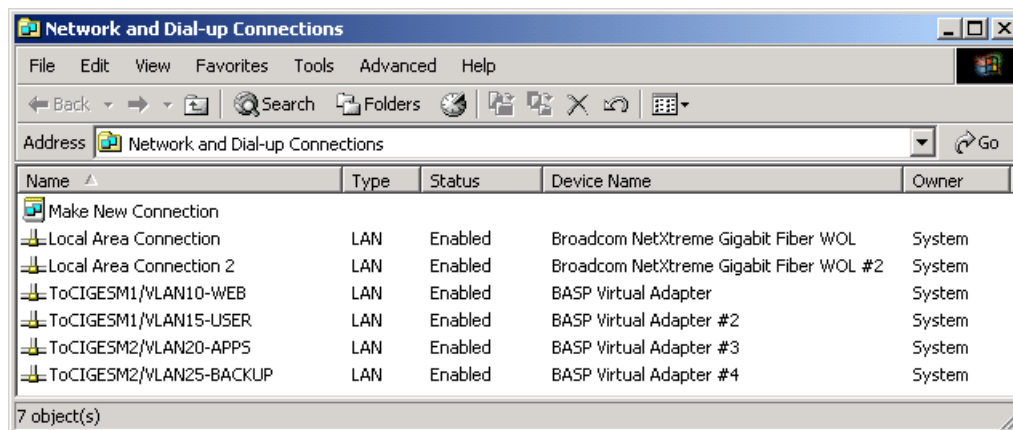 Network and Dial-up Connections
File Edit View Favorites Tools Advanced Help
Back Search Folders
Address Network and Dial-up Connections Go
Name Type Status Device Name Owner
Make New Connection
Local Area Connection LAN Enabled Broadcom NetXtreme Gigabit Fiber WOL System
Local Area Connection 2 LAN Enabled Broadcom NetXtreme Gigabit Fiber WOL #2 System
ToCIGESM1/VLAN10-WEB LAN Enabled BASP Virtual Adapter System
ToCIGESM1/VLAN15-USER LAN Enabled BASP Virtual Adapter #2 System
ToCIGESM2/VLAN20-APPS LAN Enabled BASP Virtual Adapter #3 System
ToCIGESM2/VLAN25-BACKUP LAN Enabled BASP Virtual Adapter #4 System
7 object(s)